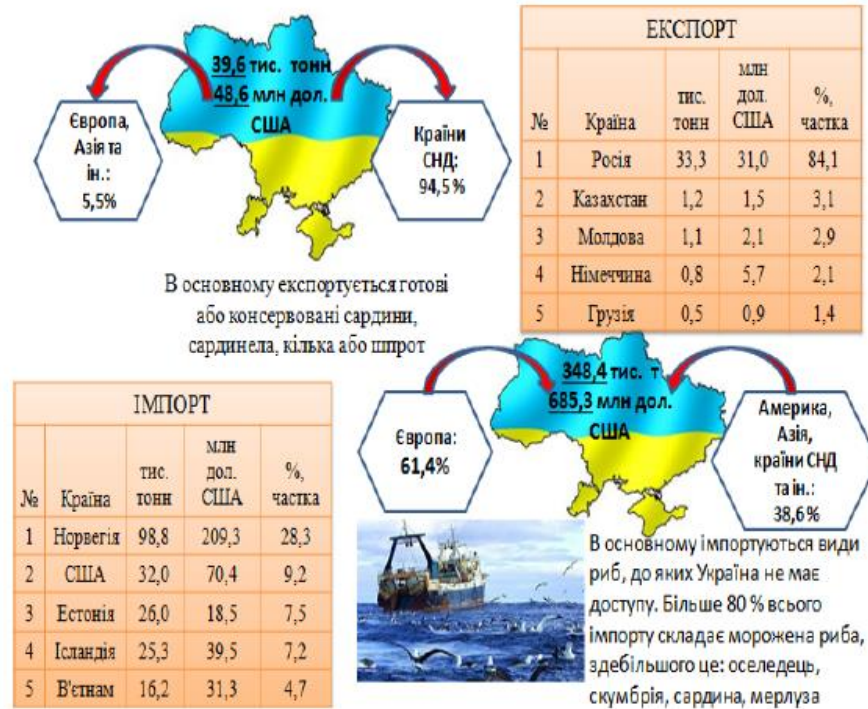 39,6 тис. тонн
48,6 млн дол.
США
Європа,
Азія та
ін.:
5,5%
Країни
СНД:
94,5%
В основному експортується готові
або консервовані сардини,
сардинела, кілька або шпрот
ЕКСПОРТ
№ Країна тис. тонн млн дол. США %, частка
1 Росія 33,3 31,0 84,1
2 Казахстан 1,2 1,5 3,1
3 Молдова 1,1 2,1 2,9
4 Німеччина 0,8 5,7 2,1
5 Грузія 0,5 0,9 1,4
ІМПОРТ
№ Країна тис. тонн млн дол. США %, частка
1 Норвегія 98,8 209,3 28,3
2 США 32,0 70,4 9,2
3 Естонія 26,0 18,5 7,5
4 Ісландія 25,3 39,5 7,2
5 В'єтнам 16,2 31,3 4,7
348,4 тис. т
685,3 млн дол.
США
Європа:
61,4%
Америка,
Азія,
країни СНД
та ін.:
38,6%
В основному імпортуються види
риб, до яких Україна не має
доступу. Більше 80 % всього
імпорту складає морожена риба,
здебільшого це: оселедець,
скумбрія, сардина, мерлуза